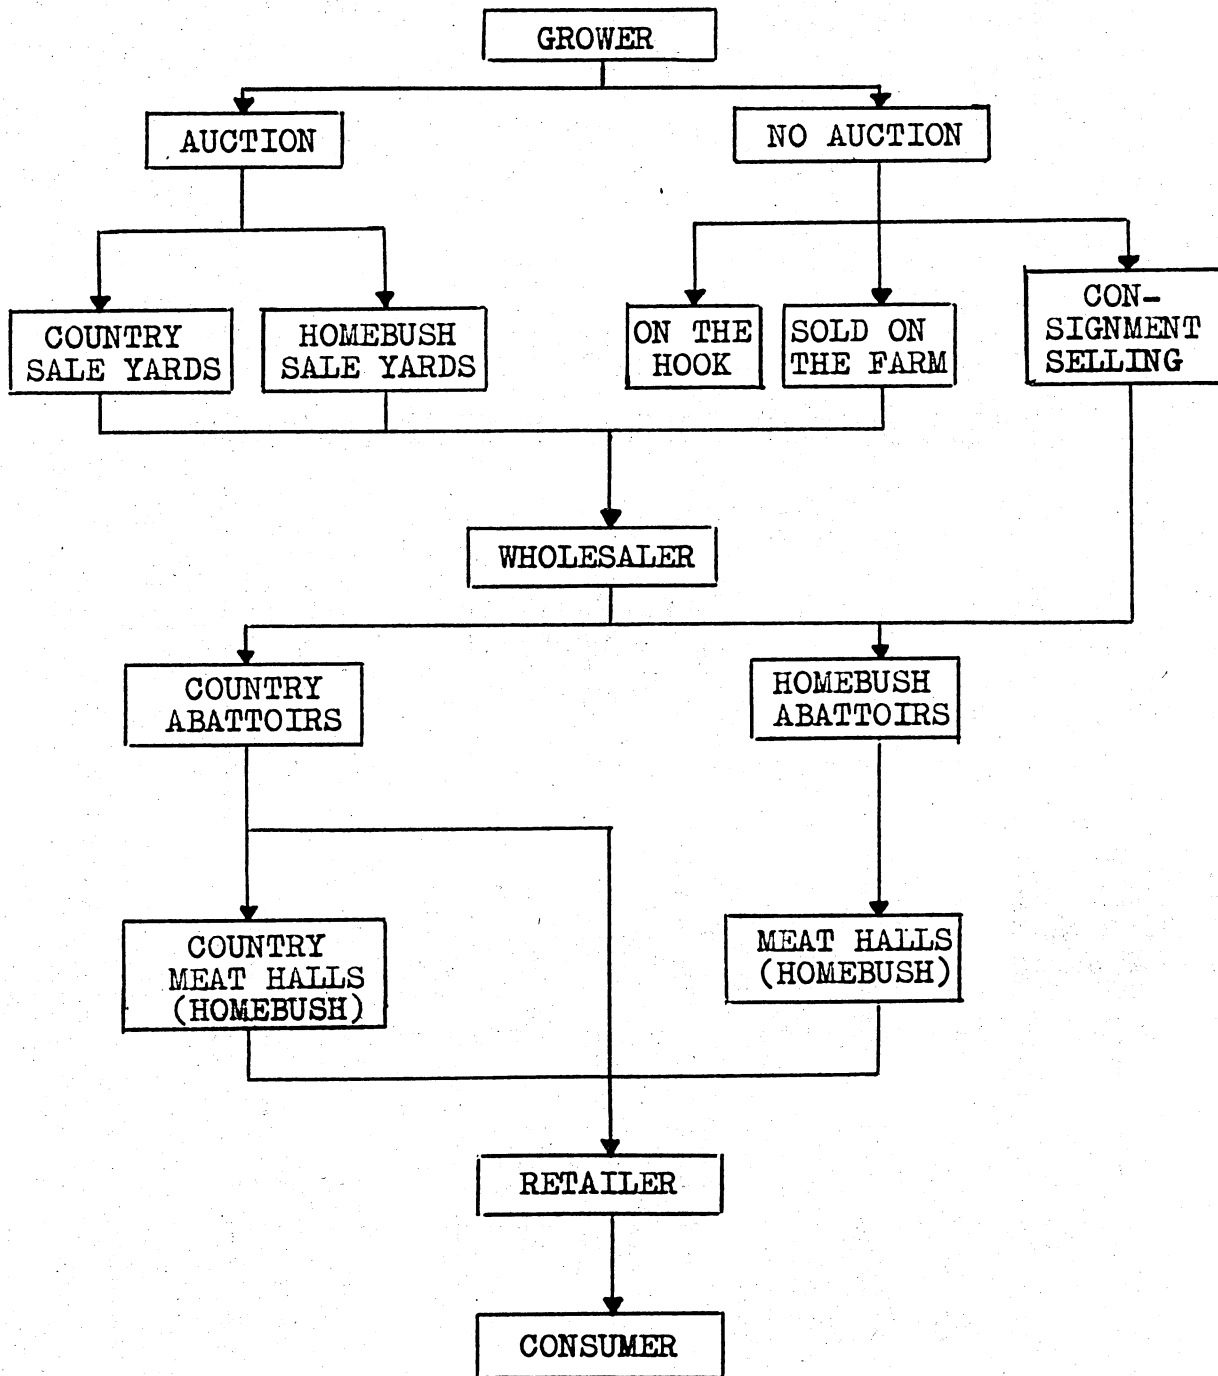 GROWER
AUCTION
NO AUCTION
COUNTRY
SALE YARDS
HOMEBUSH
SALE YARDS
ON THE
HOOK
SOLD ON
THE FARM
CON-
SIGNMENT
SELLING
WHOLESALER
COUNTRY
ABATTOIRS
HOMEBUSH
ABATTOIRS
COUNTRY
MEAT HALLS
(HOMEBUSH)
MEAT HALLS
(HOMEBUSH)
RETAILER
CONSUMER